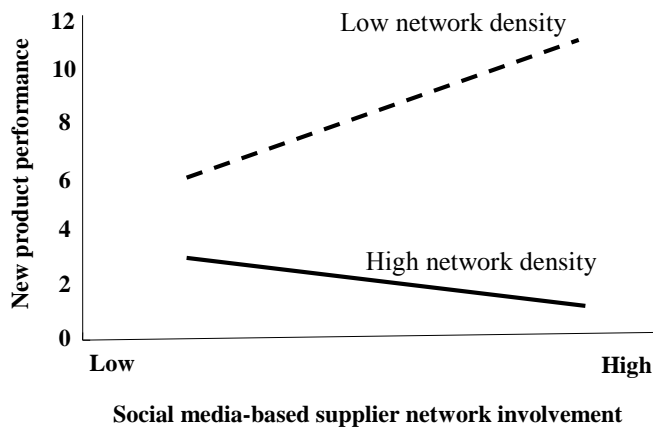 12
10
8
6
4
2
0
New product performance
Low network density
High network density
Low
High
Social media-based supplier network involvement